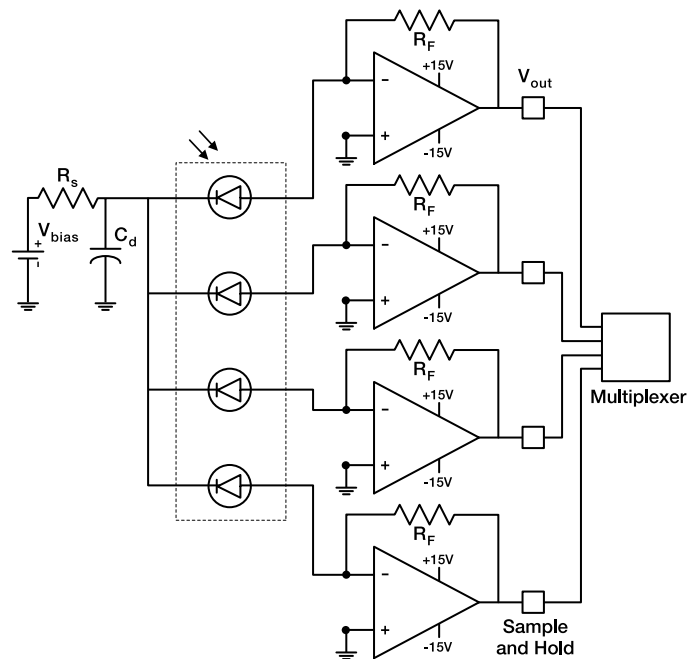 R_F
+15V
−
+
-15V
V_out
R_s
V_bias
+
-
C_d
R_F
+15V
−
+
-15V
R_F
+15V
−
+
-15V
Multiplexer
R_F
+15V
−
+
-15V
Sample
and Hold